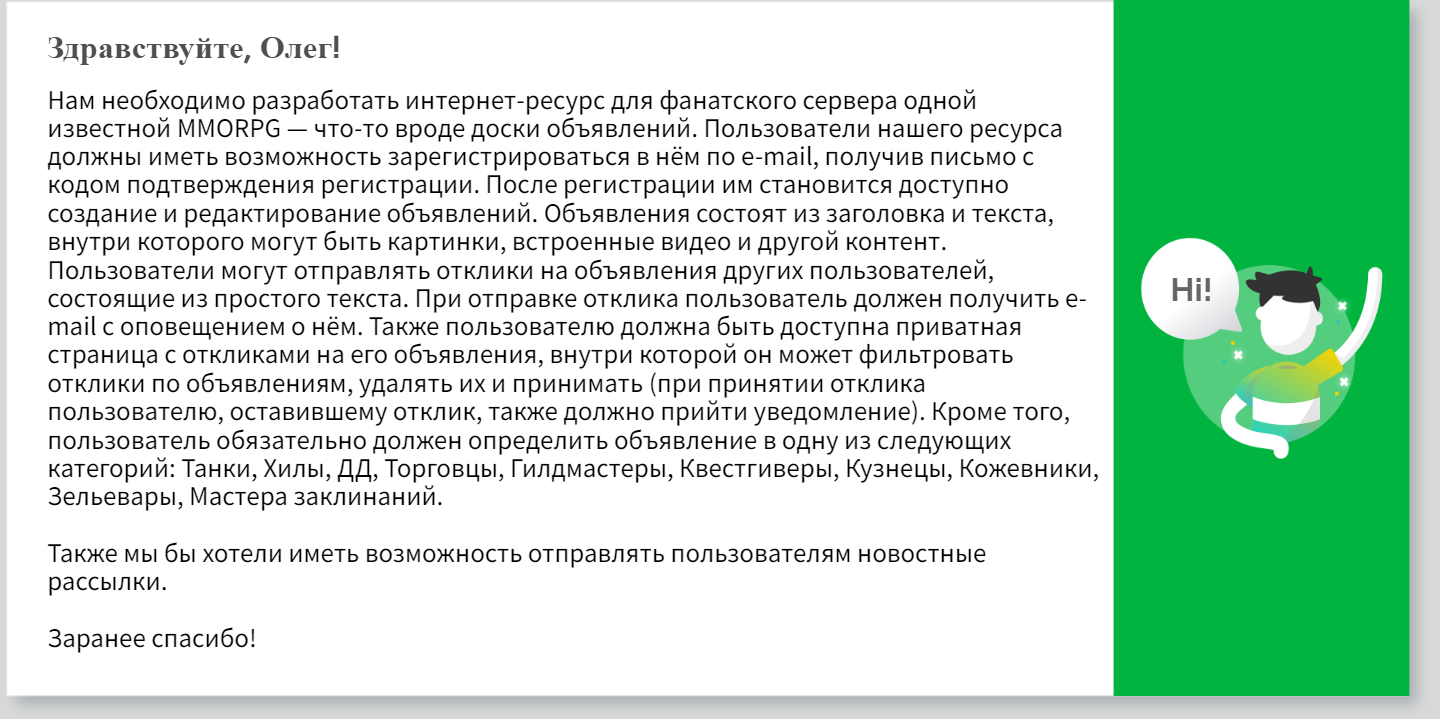 Здравствуйте, Олег!
Нам необходимо разработать интернет-ресурс для фанатского сервера одной
известной MMORPG — что-то вроде доски объявлений. Пользователи нашего ресурса
должны иметь возможность зарегистрироваться в нём по e-mail, получив письмо с
кодом подтверждения регистрации. После регистрации им становится доступно
создание и редактирование объявлений. Объявления состоят из заголовка и текста,
внутри которого могут быть картинки, встроенные видео и другой контент.
Пользователи могут отправлять отклики на объявления других пользователей,
состоящие из простого текста. При отправке отклика пользователь должен получить e-
mail с оповещением о нём. Также пользователю должна быть доступна приватная
страница с откликами на его объявления, внутри которой он может фильтровать
отклики по объявлениям, удалять их и принимать (при принятии отклика
пользователю, оставившему отклик, также должно прийти уведомление). Кроме того,
пользователь обязательно должен определить объявление в одну из следующих
категорий: Танки, Хилы, ДД, Торговцы, Гилдмастеры, Квестгиверы, Кузнецы, Кожевники,
Зельевары, Мастера заклинаний.
Также мы бы хотели иметь возможность отправлять пользователям новостные
рассылки.
Заранее спасибо!
Hi!